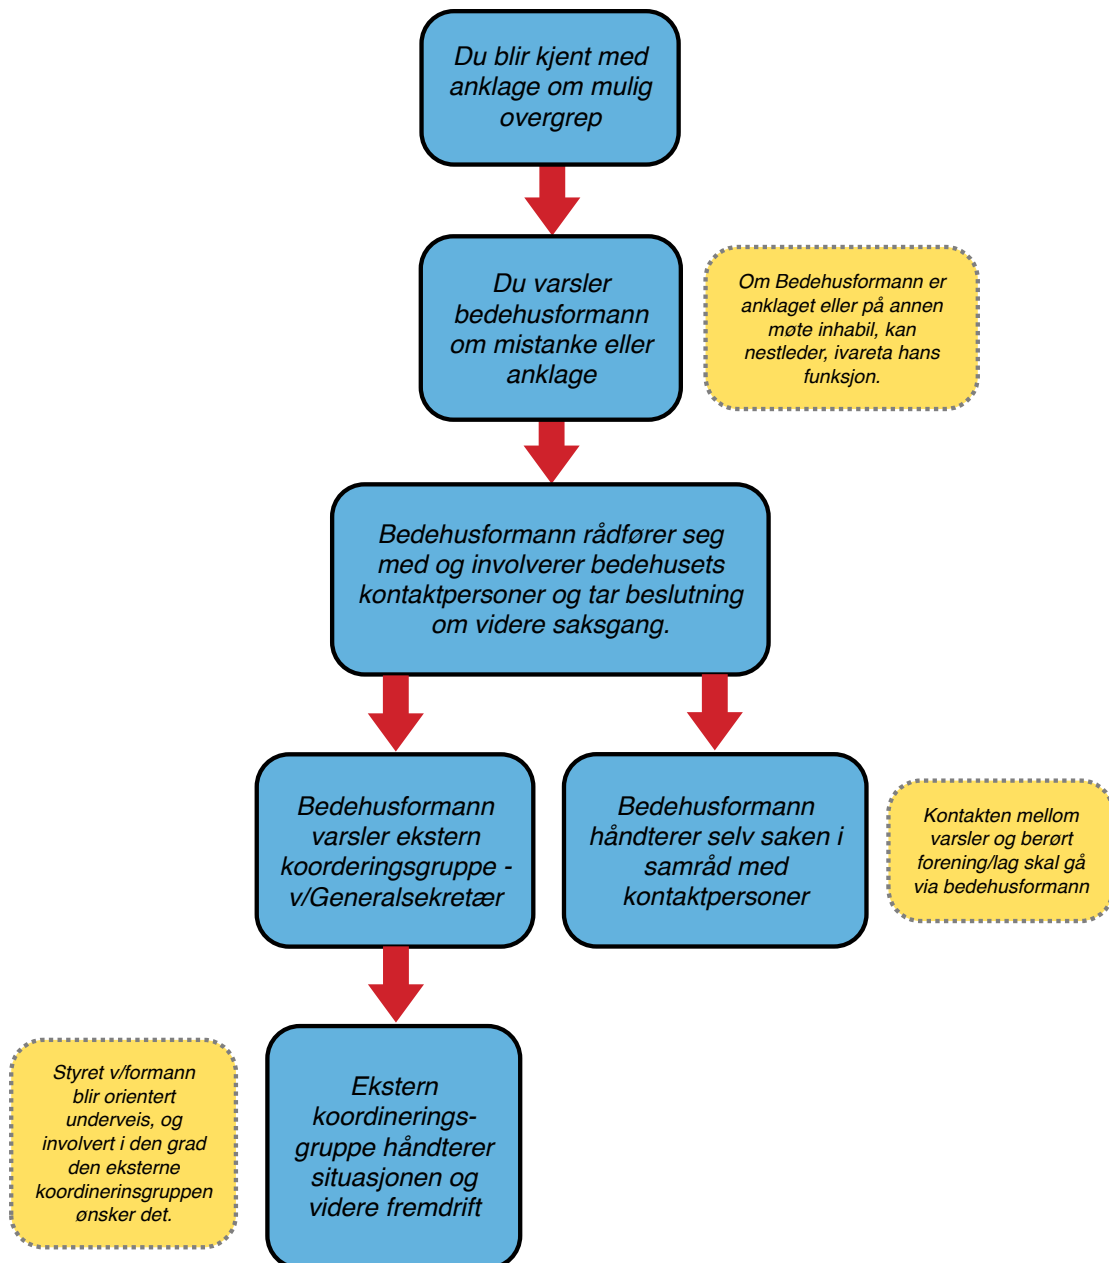 Du blir kjent med
anklage om mulig
overgrep
Du varsler
bedehusformann
om mistanke eller
anklage
Om Bedehusformann er
anklaget eller på annen
møte inhabil, kan
nestleder, ivareta hans
funksjon.
Bedehusformann rådfører seg
med og involverer bedehusets
kontaktpersoner og tar beslutning
om videre saksgang.
Bedehusformann
varsler ekstern
koorderingsgruppe -
v/Generalsekretær
Bedehusformann
håndterer selv saken i
samråd med
kontaktpersoner
Kontakten mellom
varsler og berørt
forening/lag skal gå
via bedehusformann
Styret v/formann
blir orientert
underveis, og
involvert i den grad
den eksterne
koordinerinsgruppen
ønsker det.
Ekstern
koordinerings-
gruppe håndterer
situasjonen og
videre fremdrift